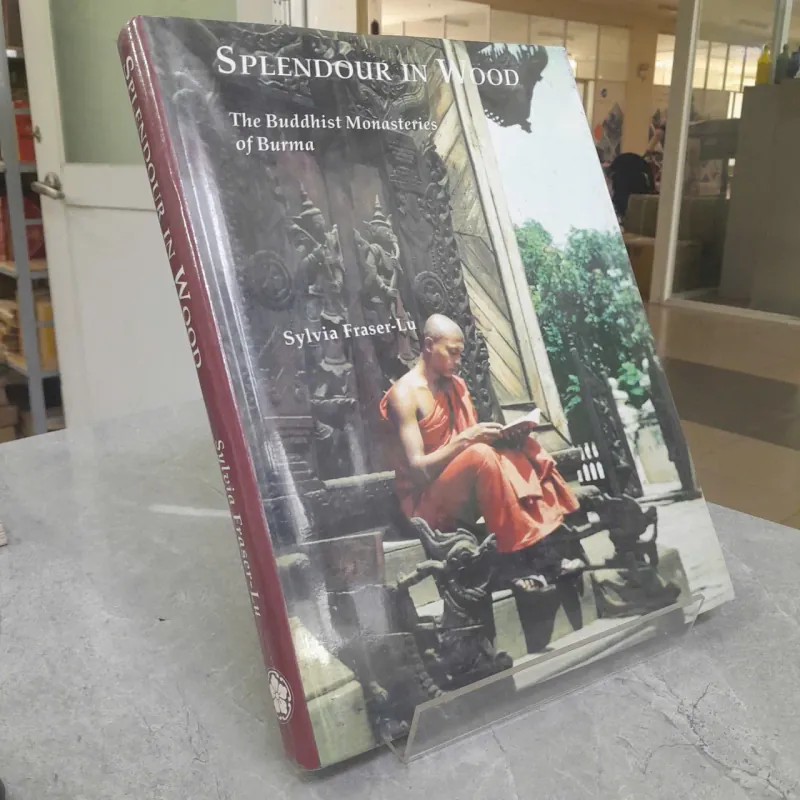 SPLENDOUR IN WOOD
The Buddhist Monasteries
of Burma
Sylvia Fraser-Lu
SPLENDOUR IN WOOD
Sylvia Fraser-Lu